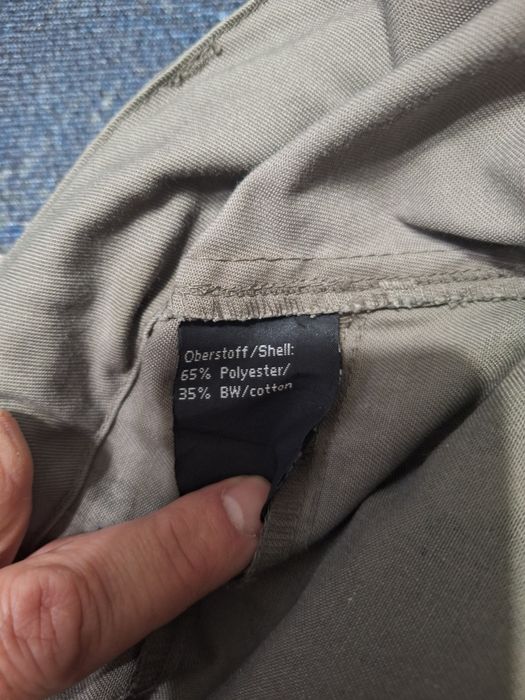 Oberstoff/Shell:
65% Polyester/
35% BW/cotton